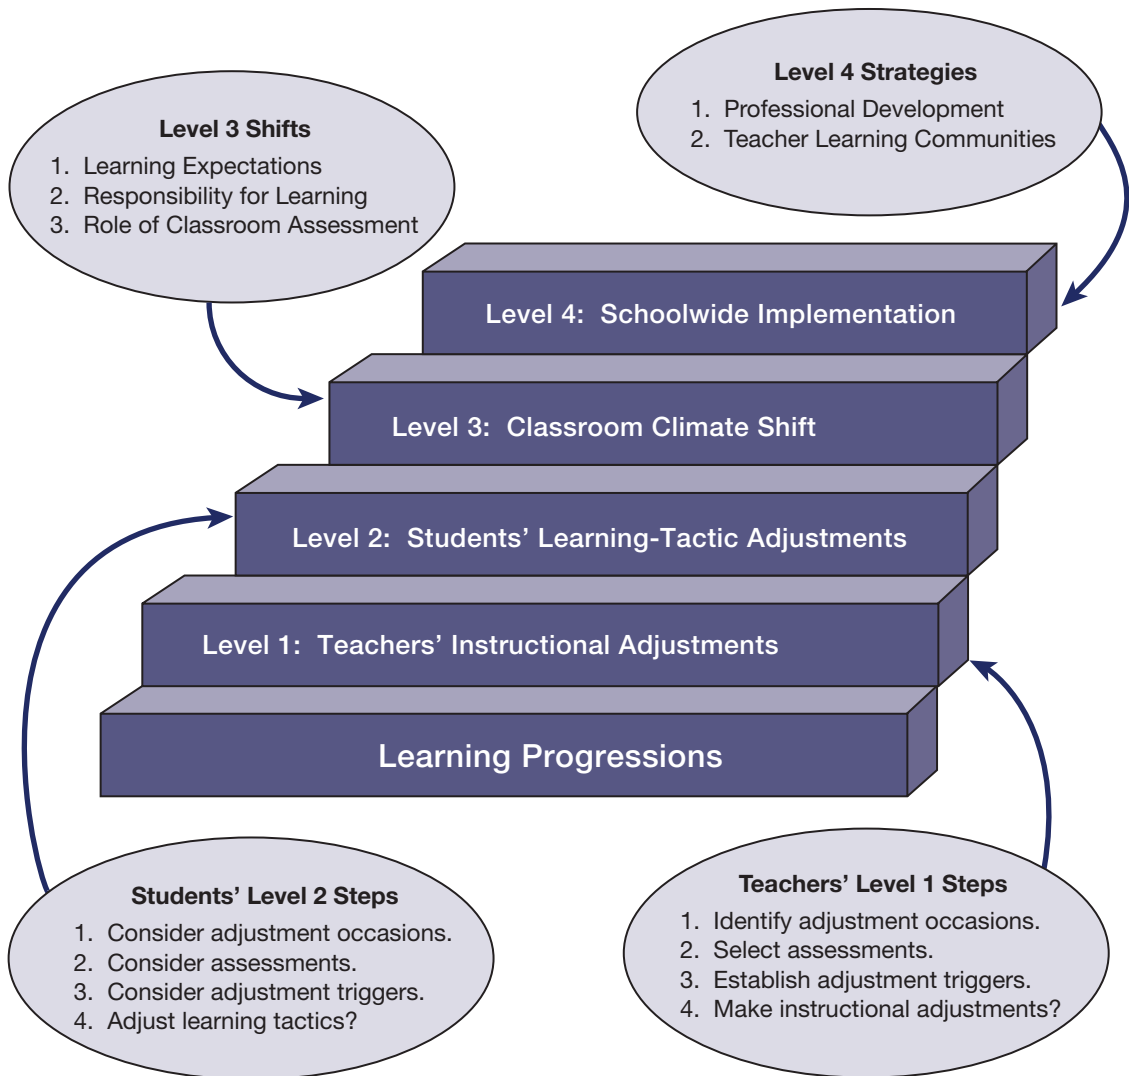 Level 4 Strategies
1. Professional Development
2. Teacher Learning Communities
Level 3 Shifts
1. Learning Expectations
2. Responsibility for Learning
3. Role of Classroom Assessment
Level 4: Schoolwide Implementation
Level 3: Classroom Climate Shift
Level 2: Students’ Learning-Tactic Adjustments
Level 1: Teachers’ Instructional Adjustments
Learning Progressions
Students’ Level 2 Steps
1. Consider adjustment occasions.
2. Consider assessments.
3. Consider adjustment triggers.
4. Adjust learning tactics?
Teachers’ Level 1 Steps
1. Identify adjustment occasions.
2. Select assessments.
3. Establish adjustment triggers.
4. Make instructional adjustments?